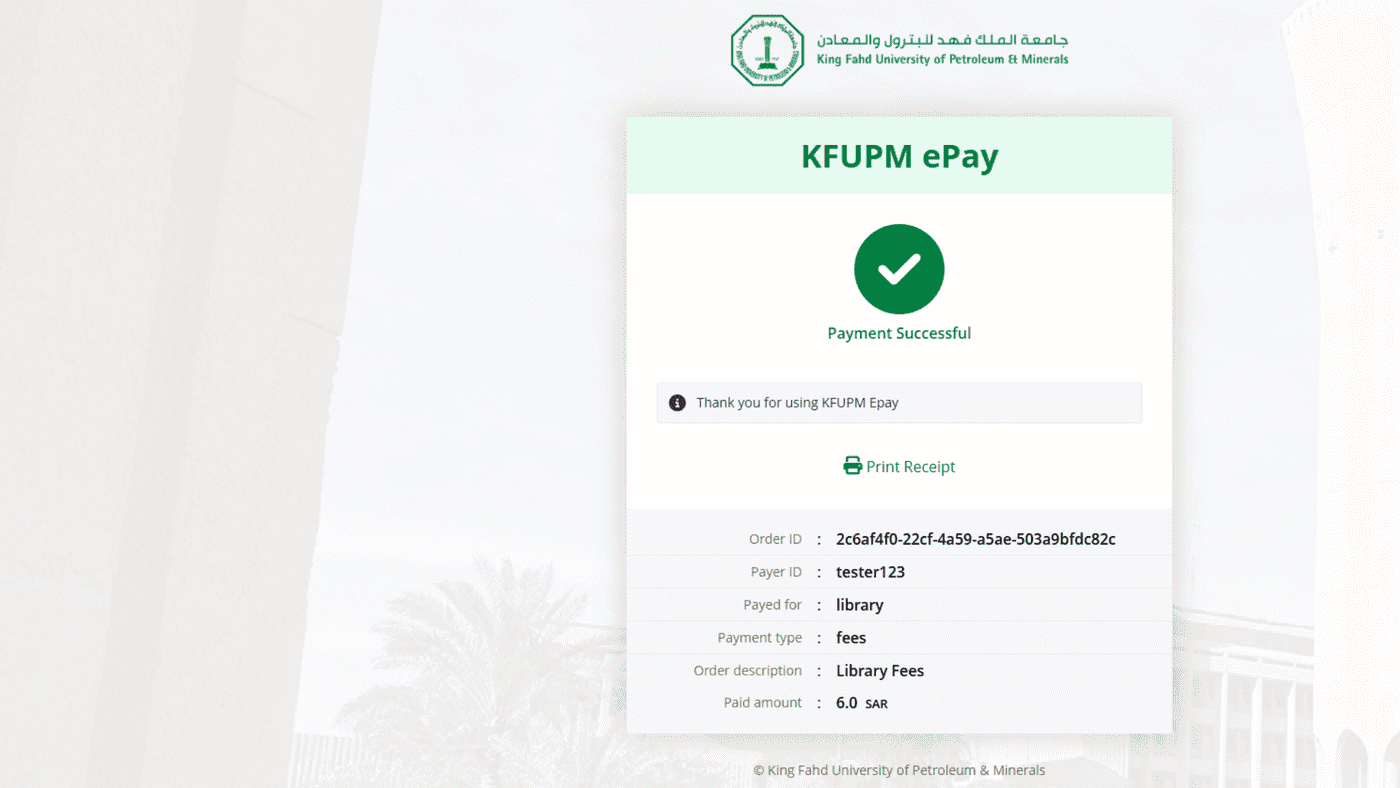 جامعة الملك فهد للبترول والمعادن
King Fahd University of Petroleum & Minerals
KFUPM ePay
Payment Successful
Thank you for using KFUPM Epay
Print Receipt
Order ID : 2c6af4f0-22cf-4a59-a5ae-503a9bfdc82c
Payer ID : tester123
Payed for : library
Payment type : fees
Order description : Library Fees
Paid amount : 6.0 SAR
© King Fahd University of Petroleum & Minerals